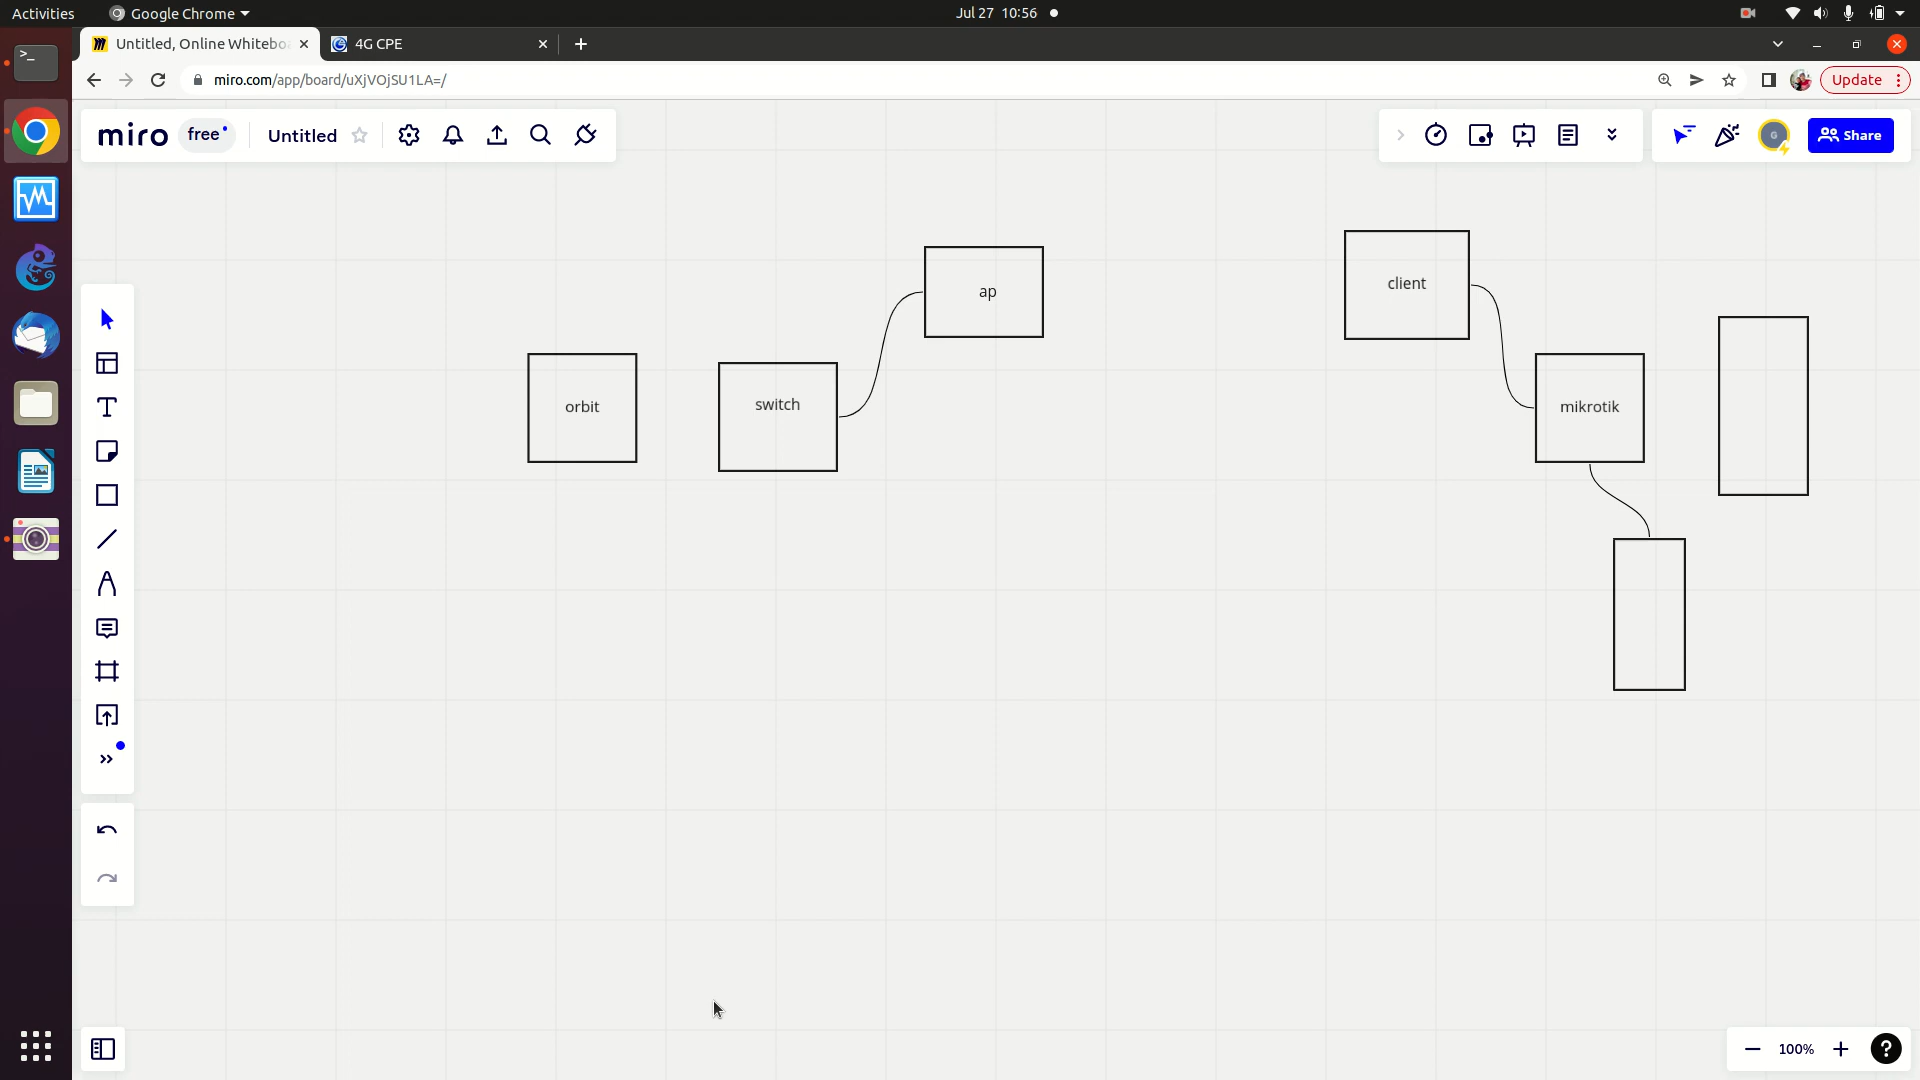 Activities
Google Chrome
Jul 27 10:56
Untitled, Online Whiteboa
4G CPE
miro.com/app/board/uXjVOjSU1LA=/
Update
miro
free
Untitled
Share
client
ap
orbit
switch
mikrotik
100%